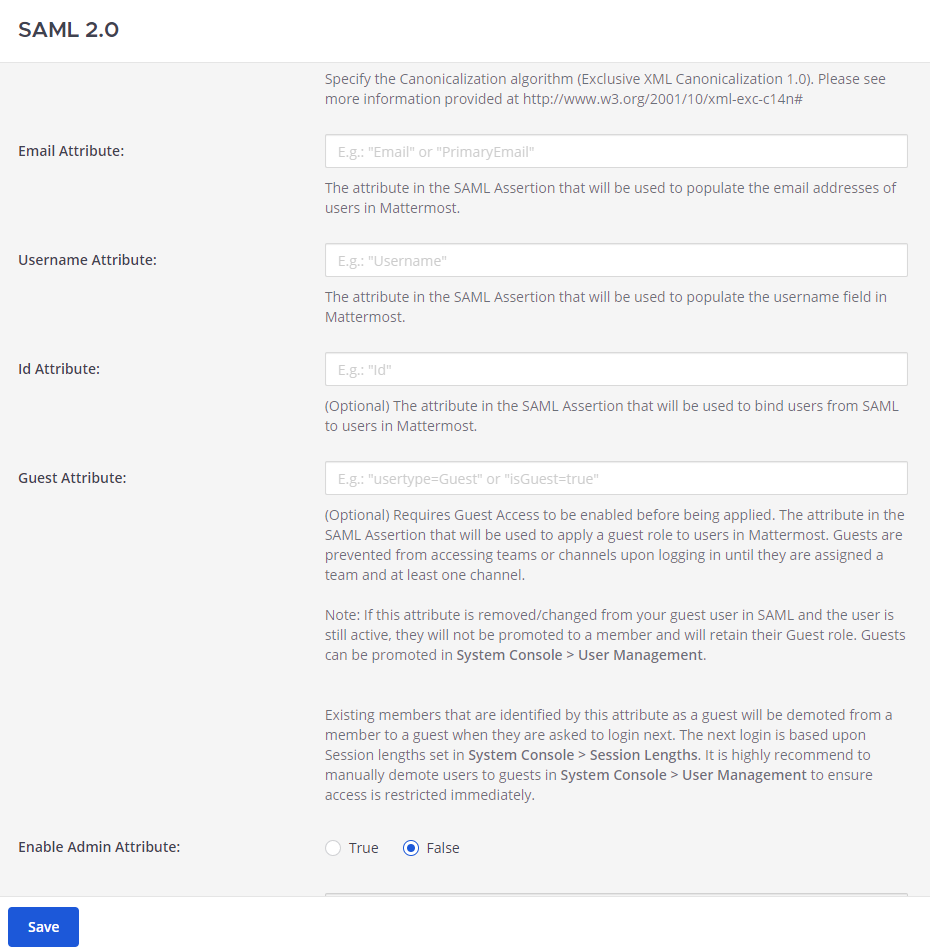 SAML 2.0
Specify the Canonicalization algorithm (Exclusive XML Canonicalization 1.0). Please see
more information provided at http://www.w3.org/2001/10/xml-exc-c14n#
Email Attribute:
E.g.: "Email" or "PrimaryEmail"
The attribute in the SAML Assertion that will be used to populate the email addresses of
users in Mattermost.
Username Attribute:
E.g.: "Username"
The attribute in the SAML Assertion that will be used to populate the username field in
Mattermost.
Id Attribute:
E.g.: "Id"
(Optional) The attribute in the SAML Assertion that will be used to bind users from SAML
to users in Mattermost.
Guest Attribute:
E.g.: "usertype=Guest" or "isGuest=true"
(Optional) Requires Guest Access to be enabled before being applied. The attribute in the
SAML Assertion that will be used to apply a guest role to users in Mattermost. Guests are
prevented from accessing teams or channels upon logging in until they are assigned a
team and at least one channel.
Note: If this attribute is removed/changed from your guest user in SAML and the user is
still active, they will not be promoted to a member and will retain their Guest role. Guests
can be promoted in System Console > User Management.
Existing members that are identified by this attribute as a guest will be demoted from a
member to a guest when they are asked to login next. The next login is based upon
Session lengths set in System Console > Session Lengths. It is highly recommend to
manually demote users to guests in System Console > User Management to ensure
access is restricted immediately.
Enable Admin Attribute:
True False
Save